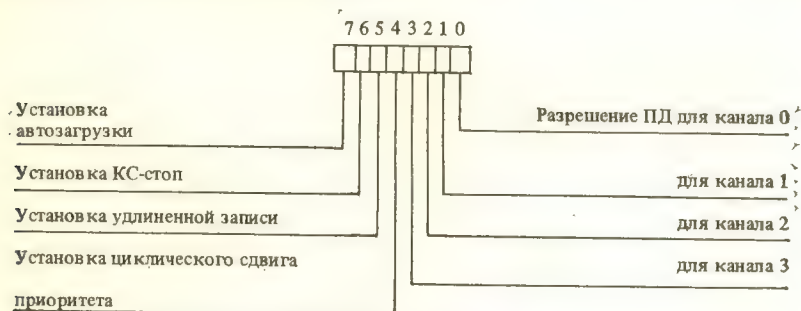 7 6 5 4 3 2 1 0
Установка
автозагрузки
Разрешение ПД для канала 0
Установка КС-стоп
для канала 1
Установка удлиненной записи
для канала 2
Установка циклического сдвига
приоритета
для канала 3